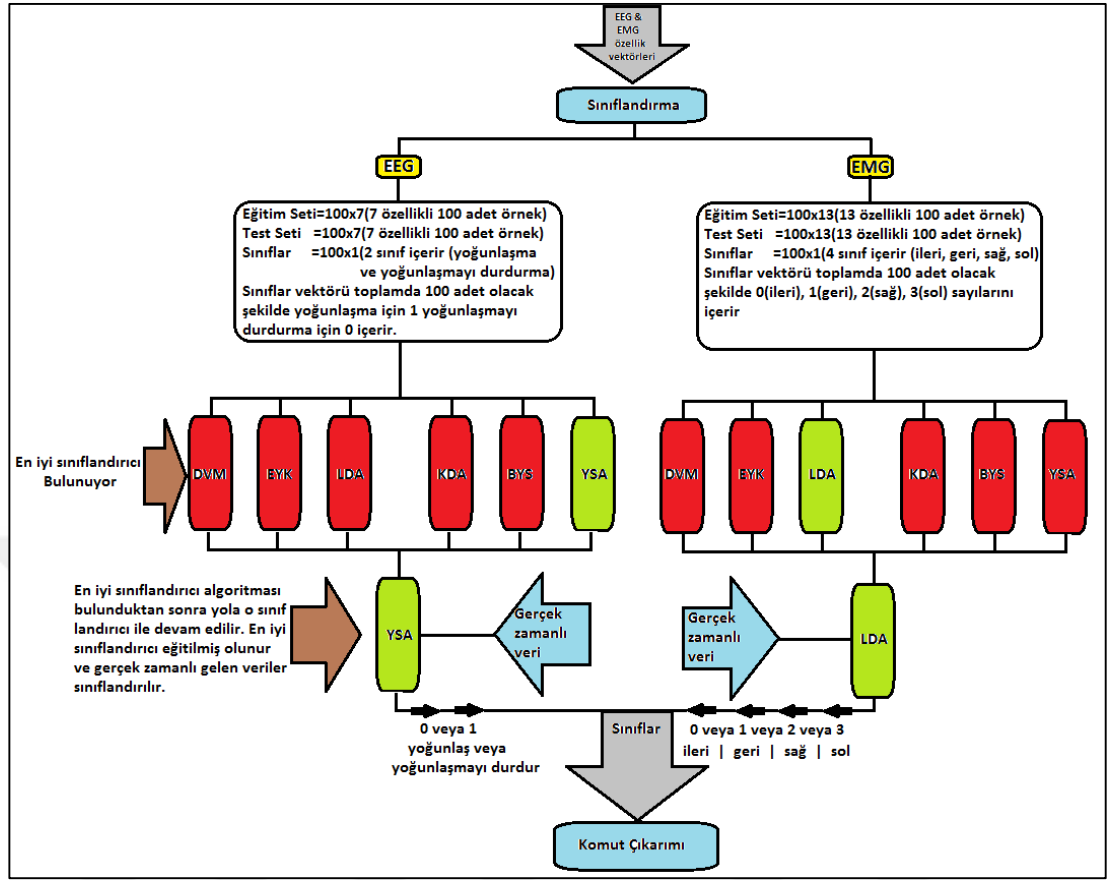 EEG &
EMG
özellik
vektörleri
Sınıflandırma
EEG
EMG
Eğitim Seti=100x7(7 özellikli 100 adet örnek)
Test Seti =100x7(7 özellikli 100 adet örnek)
Sınıflar =100x1(2 sınıf içerir (yoğunlaşma
ve yoğunlaşmayı durdurma)
Sınıflar vektörü toplamda 100 adet olacak
şekilde yoğunlaşma için 1 yoğunlaşmayı
durdurma için 0 içerir.
Eğitim Seti=100x13(13 özellikli 100 adet örnek)
Test Seti =100x13(13 özellikli 100 adet örnek)
Sınıflar =100x1(4 sınıf içerir (ileri, geri, sağ, sol)
Sınıflar vektörü toplamda 100 adet olacak
şekilde 0(ileri), 1(geri), 2(sağ), 3(sol) sayılarını
içerir
En iyi sınıflandırıcı
Bulunuyor
DVM EYK LDA KDA BYS YSA
DVM EYK LDA KDA BYS YSA
En iyi sınıflandırıcı algoritması
bulunduktan sonra yola o sınıf
landırıcı ile devam edilir. En iyi
sınıflandırıcı eğitilmiş olunur
ve gerçek zamanlı gelen veriler
sınıflandırılır.
YSA
Gerçek
zamanlı
veri
Gerçek
zamanlı
veri
LDA
0 veya 1
yoğunlaş veya
yoğunlaşmayı durdur
Sınıflar
0 veya 1 veya 2 veya 3
ileri | geri | sağ | sol
Komut Çıkarımı